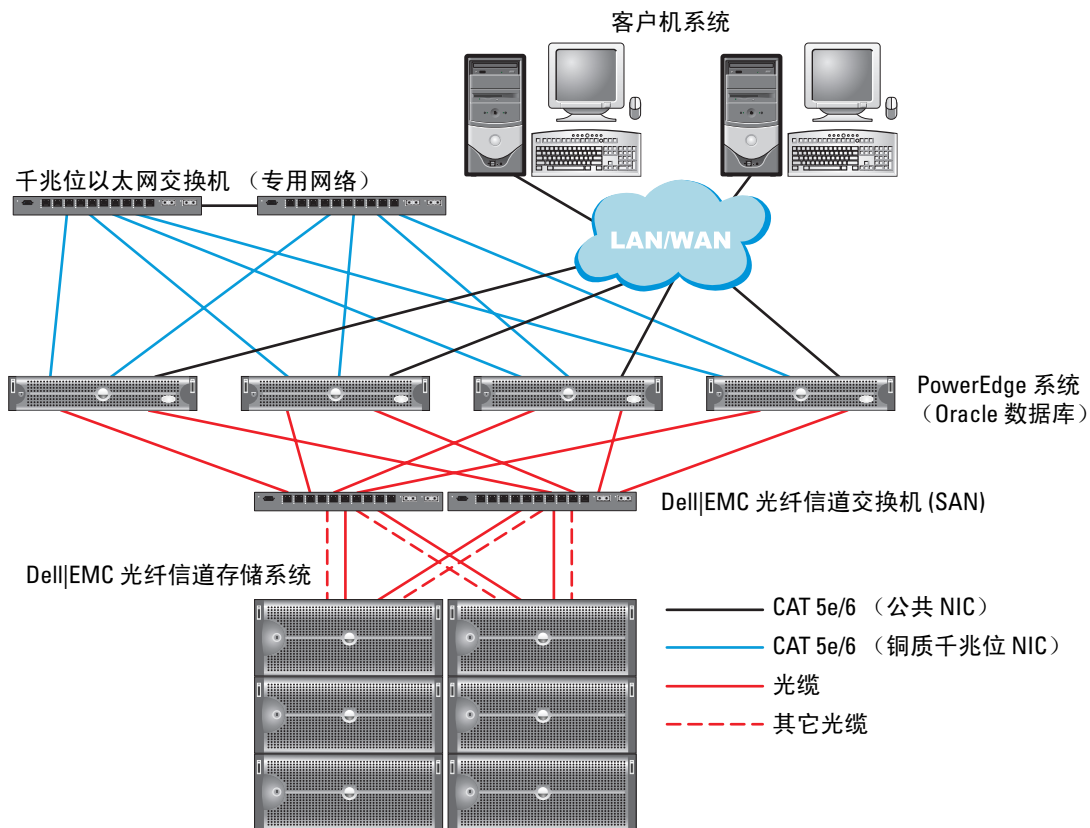 客户机系统
千兆位以太网交换机 （专用网络）
LAN/WAN
PowerEdge 系统
（Oracle 数据库）
Dell|EMC 光纤信道交换机 (SAN)
Dell|EMC 光纤信道存储系统
CAT 5e/6 （公共 NIC）
CAT 5e/6 （铜质千兆位 NIC）
光缆
其它光缆